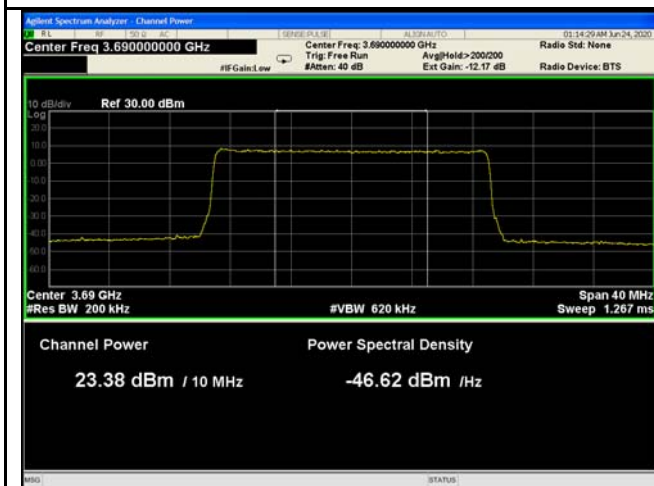 Agilent Spectrum Analyzer - Channel Power
RL RF 50 Ω AC SENSE:PULSE ALIGN AUTO 01:14:29 AM Jun 24, 2020
Center Freq 3.690000000 GHz
Center Freq: 3.690000000 GHz
Radio Std: None
Trig: Free Run Avg|Hold:>200/200
#IFGain:Low #Atten: 40 dB Ext Gain: -12.17 dB Radio Device: BTS
10 dB/div Ref 30.00 dBm
Log
20.0
10.0
0.00
10.0
20.0
30.0
40.0
50.0
60.0
Center 3.69 GHz Span 40 MHz
#Res BW 200 kHz #VBW 620 kHz Sweep 1.267 ms
Channel Power Power Spectral Density
23.38 dBm / 10 MHz -46.62 dBm /Hz
MSG STATUS